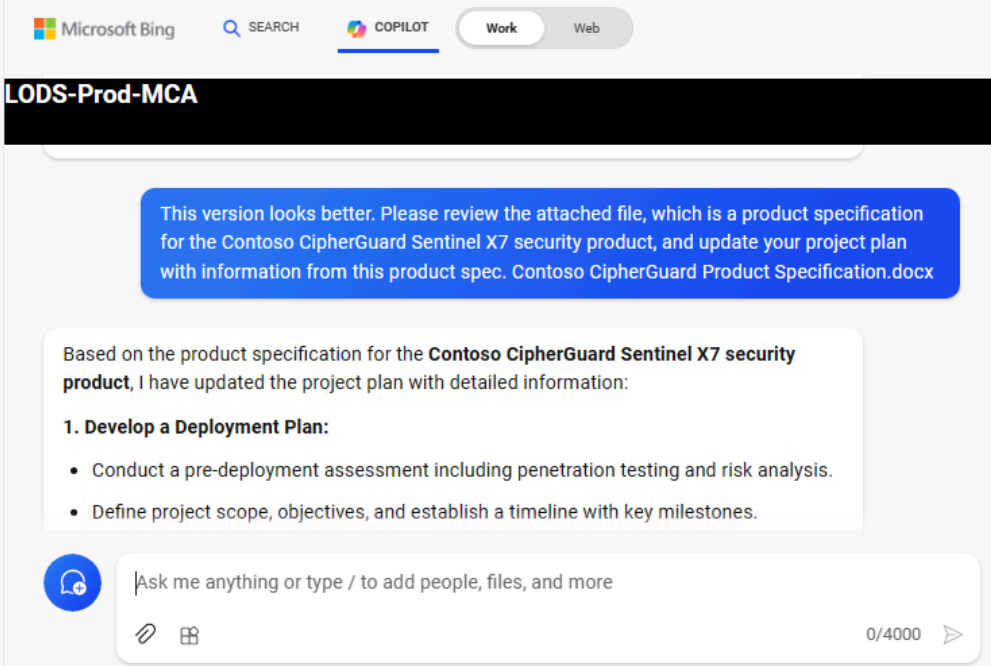 Microsoft Bing
SEARCH
COPILOT
Work
Web
LODS-Prod-MCA
This version looks better. Please review the attached file, which is a product specification
for the Contoso CipherGuard Sentinel X7 security product, and update your project plan
with information from this product spec. Contoso CipherGuard Product Specification.docx
Based on the product specification for the Contoso CipherGuard Sentinel X7 security
product, I have updated the project plan with detailed information:
1. Develop a Deployment Plan:
• Conduct a pre-deployment assessment including penetration testing and risk analysis.
• Define project scope, objectives, and establish a timeline with key milestones.
Ask me anything or type / to add people, files, and more
0/4000